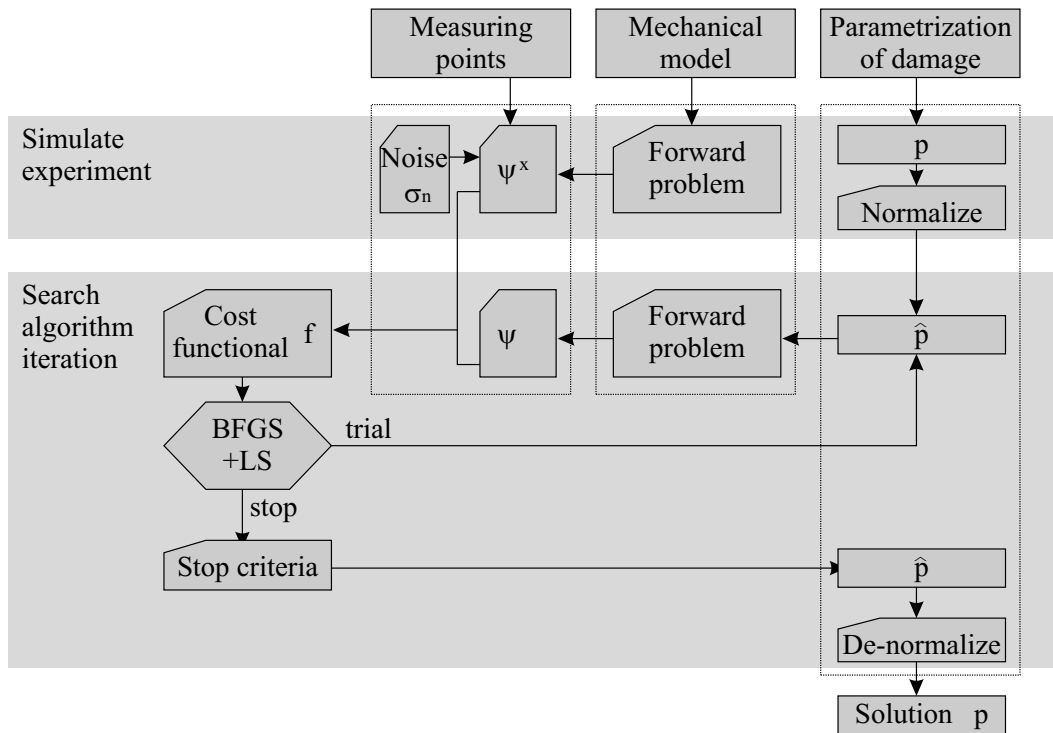 Measuring
points
Mechanical
model
Parametrization
of damage
Simulate
experiment
Noise
σn
ψx
Forward
problem
p
Normalize
Search
algorithm
iteration
Cost
functional f
ψ
Forward
problem
p̂
BFGS
+LS
trial
stop
Stop criteria
p̂
De-normalize
Solution p